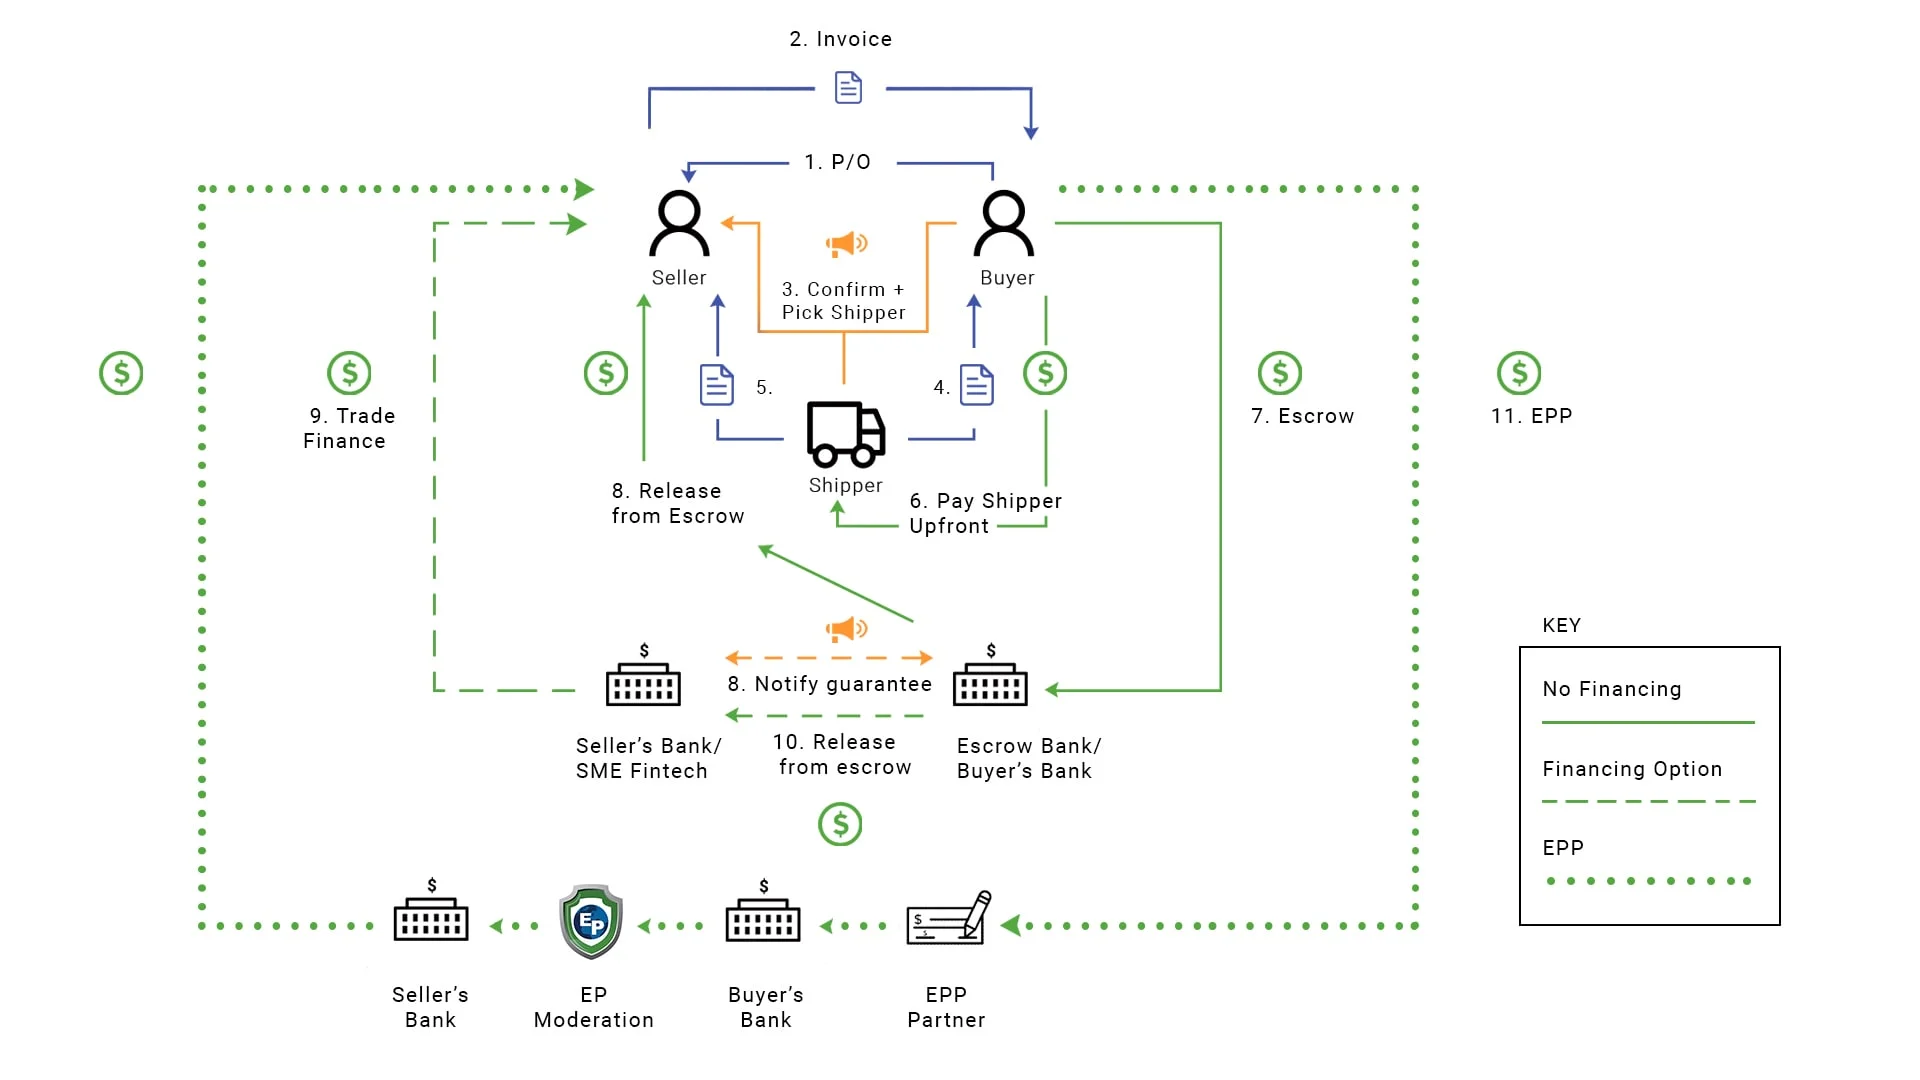 2. Invoice
1. P/O
Seller
Buyer
3. Confirm +
Pick Shipper
$
$
$
5.
4.
$
$
$
9. Trade
Finance
7. Escrow
11. EPP
Shipper
8. Release
from Escrow
6. Pay Shipper
Upfront
$
$
8. Notify guarantee
10. Release
from escrow
Seller’s Bank/
SME Fintech
Escrow Bank/
Buyer’s Bank
$
KEY
No Financing
Financing Option
EPP
$
EP
$
$
$
Seller’s
Bank
EP
Moderation
Buyer’s
Bank
EPP
Partner